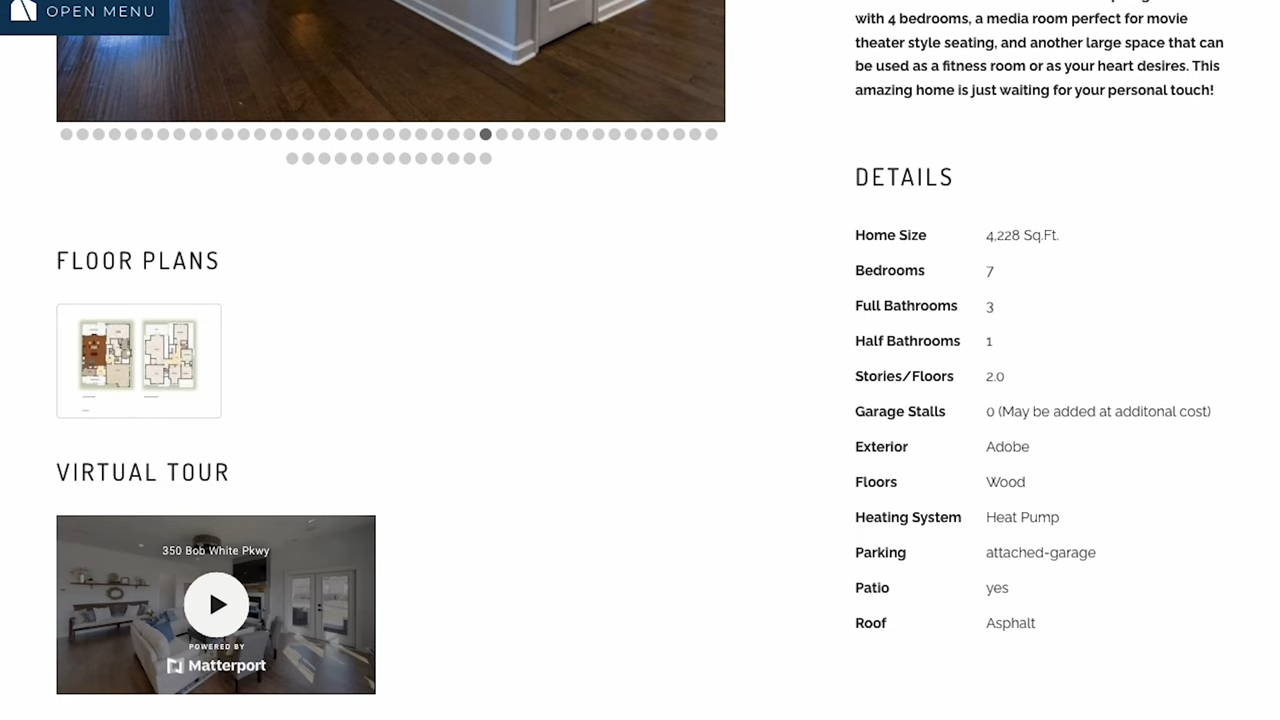 OPEN MENU
with 4 bedrooms, a media room perfect for movie
theater style seating, and another large space that can
be used as a fitness room or as your heart desires. This
amazing home is just waiting for your personal touch!
DETAILS
Home Size 4,228 Sq.Ft.
Bedrooms 7
Full Bathrooms 3
Half Bathrooms 1
Stories/Floors 2.0
Garage Stalls 0 (May be added at additonal cost)
Exterior Adobe
Floors Wood
Heating System Heat Pump
Parking attached-garage
Patio yes
Roof Asphalt
FLOOR PLANS
VIRTUAL TOUR
350 Bob White Pkwy
POWERED BY
Matterport